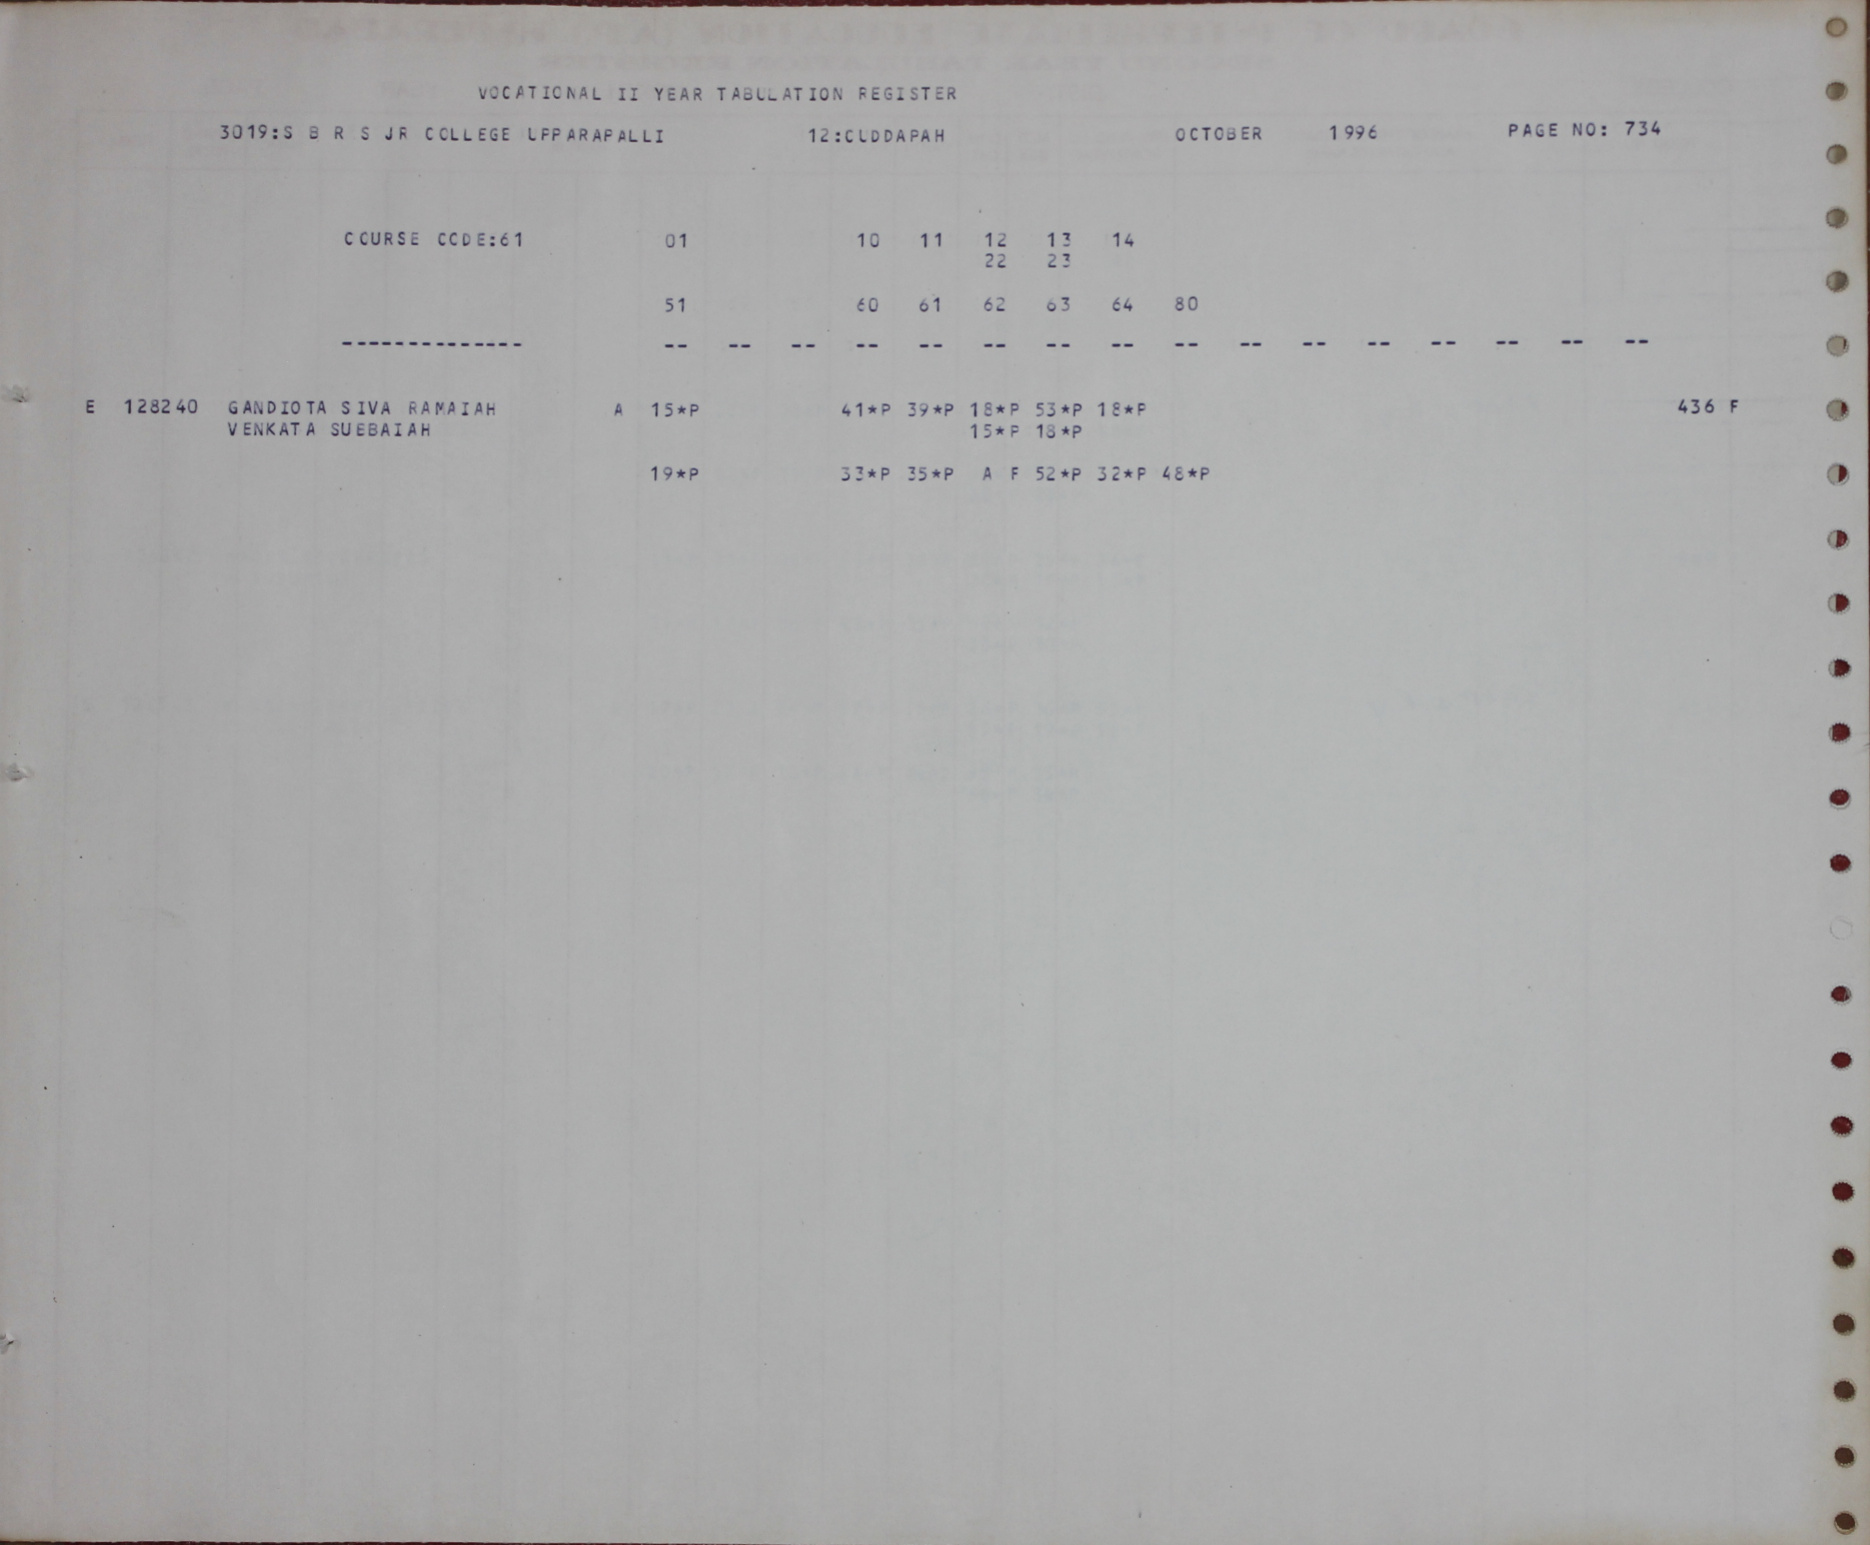 VOCATIONAL II YEAR TABULATION REGISTER
3019:S B R S JR COLLEGE UPPARAPALLI 12:CUDDAPAH OCTOBER 1996 PAGE NO: 734
COURSE CODE:61 01 10 11 12 13 14
22 23
51 60 61 62 63 64 80
-------------- -- -- -- -- -- -- -- -- -- -- -- -- -- -- -- --
E 128240 GANDIOTA SIVA RAMAIAH A 15*P 41*P 39*P 18*P 53*P 18*P 436 F
VENKATA SUEBAIAH 15*P 18*P
19*P 33*P 35*P A F 52*P 32*P 48*P